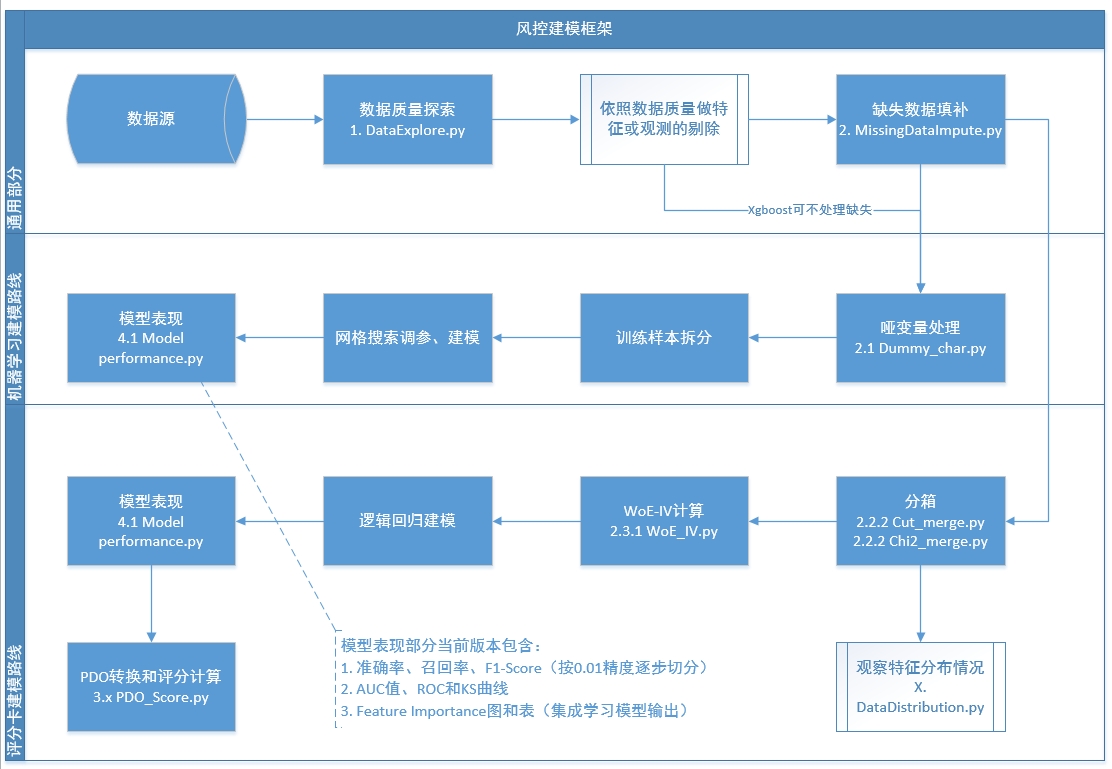 风控建模框架
通用部分
数据源
数据质量探索
1. DataExplore.py
依照数据质量做特
征或观测的剔除
缺失数据填补
2. MissingDataImpute.py
Xgboost可不处理缺失
机器学习建模路线
模型表现
4.1 Model
performance.py
网格搜索调参、建模
训练样本拆分
哑变量处理
2.1 Dummy_char.py
评分卡建模路线
模型表现
4.1 Model
performance.py
逻辑回归建模
WoE-IV计算
2.3.1 WoE_IV.py
分箱
2.2.2 Cut_merge.py
2.2.2 Chi2_merge.py
PDO转换和评分计算
3.x PDO_Score.py
模型表现部分当前版本包含：
1. 准确率、召回率、F1-Score（按0.01精度逐步切分）
2. AUC值、ROC和KS曲线
3. Feature Importance图和表（集成学习模型输出）
观察特征分布情况
X.
DataDistribution.py